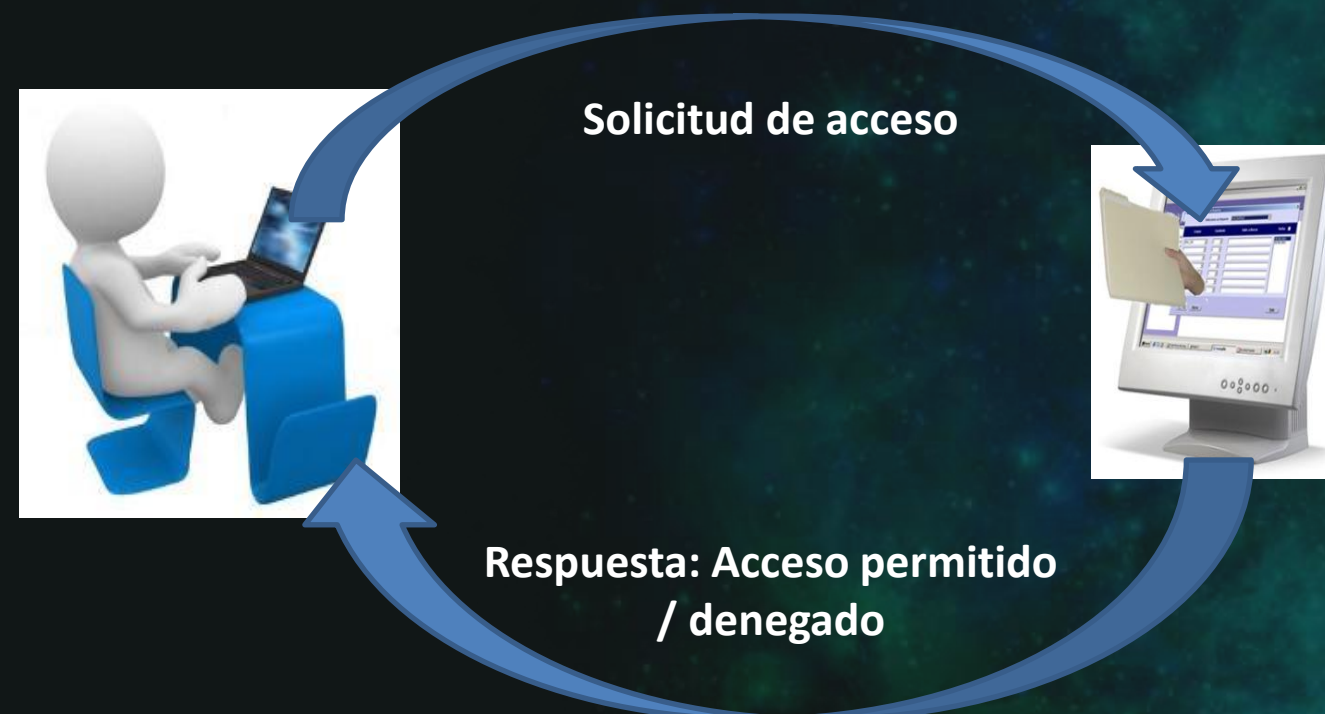 Solicitud de acceso
Respuesta: Acceso permitido
/ denegado